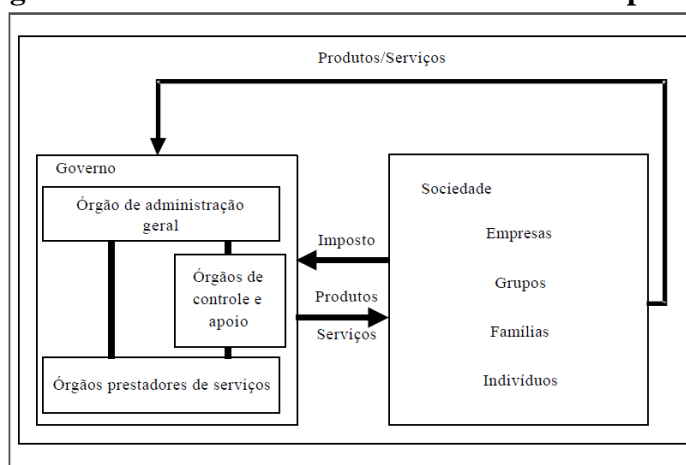 Produtos/Serviços
Governo
Órgão de administração
geral
Órgãos de
controle e
apoio
Órgãos prestadores de serviços
Imposto
Produtos
Serviços
Sociedade
Empresas
Grupos
Famílias
Indivíduos